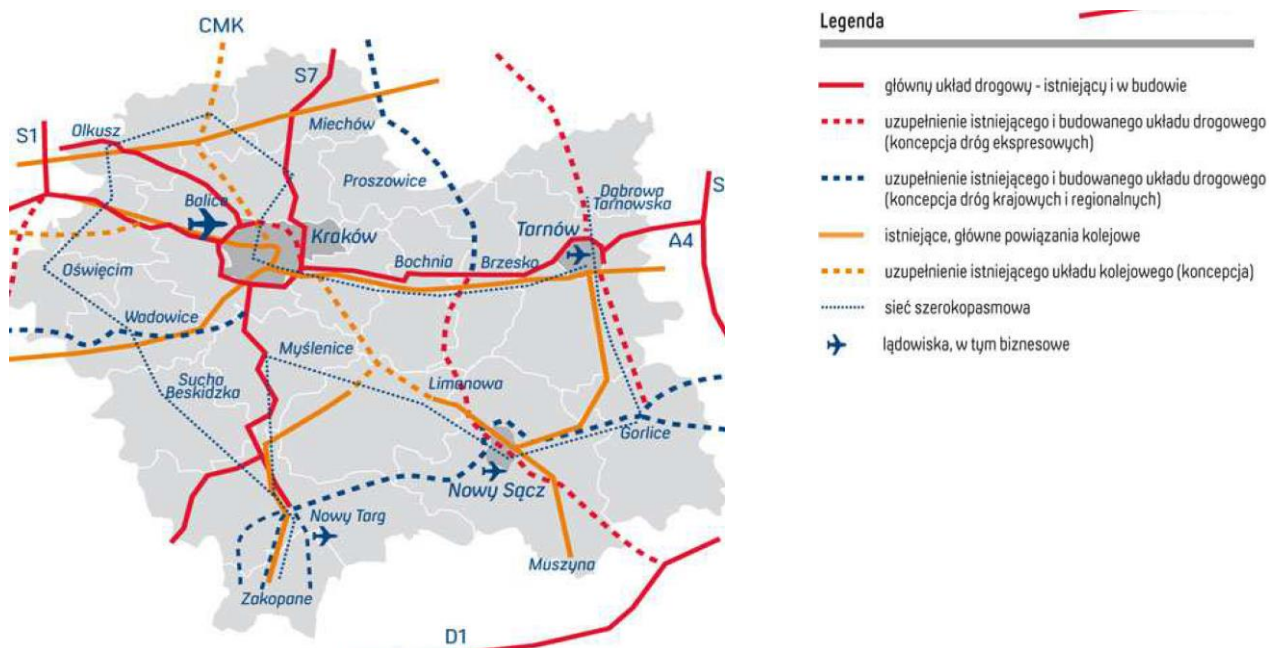 CMK
S7
S1
Olkusz
Miechów
Proszowice
Balice
Kraków
Dąbrowa
Tarnowska
Tarnów
S
A4
Bochnia
Brzesko
Oświęcim
Wadowice
Myślenice
Sucha
Beskidzka
Limanowa
Gorlice
Nowy Sącz
Nowy Targ
Muszyna
Zakopane
D1
Legenda
główny układ drogowy - istniejący i w budowie
uzupełnienie istniejącego i budowanego układu drogowego
(koncepcja dróg ekspresowych)
uzupełnienie istniejącego i budowanego układu drogowego
(koncepcja dróg krajowych i regionalnych)
istniejące, główne powiązania kolejowe
uzupełnienie istniejącego układu kolejowego (koncepcja)
sieć szerokopasmowa
lądowiska, w tym biznesowe